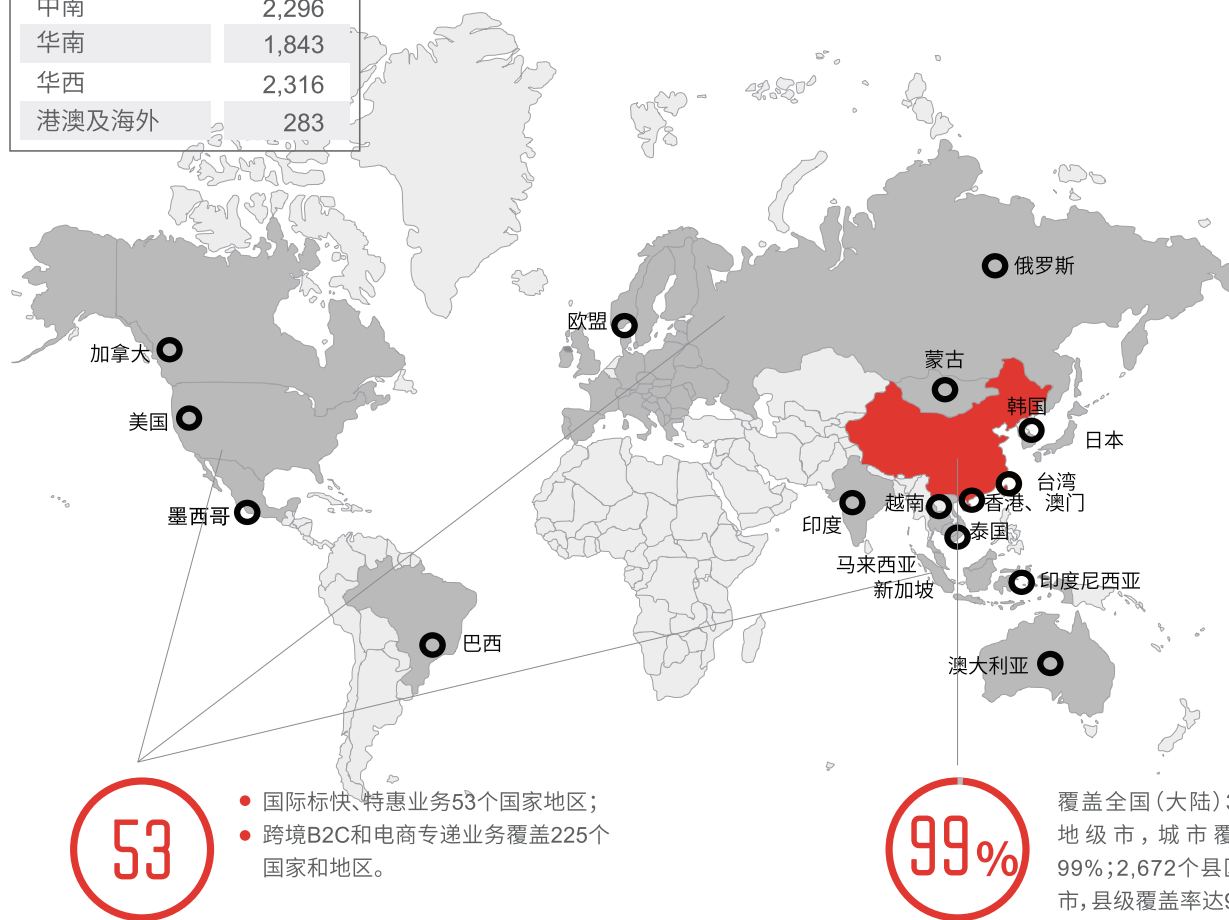 中南 2,296
华南 1,843
华西 2,316
港澳及海外 283
俄罗斯
欧盟
加拿大
蒙古
美国
韩国
日本
台湾
墨西哥
越南
香港、澳门
印度
泰国
马来西亚
印度尼西亚
新加坡
巴西
澳大利亚
53
● 国际标快、特惠业务53个国家地区；
● 跨境B2C和电商专递业务覆盖225个
国家和地区。
99%
覆盖全国（大陆）
地级市，城市覆
99%；2,672个县
市，县级覆盖率达